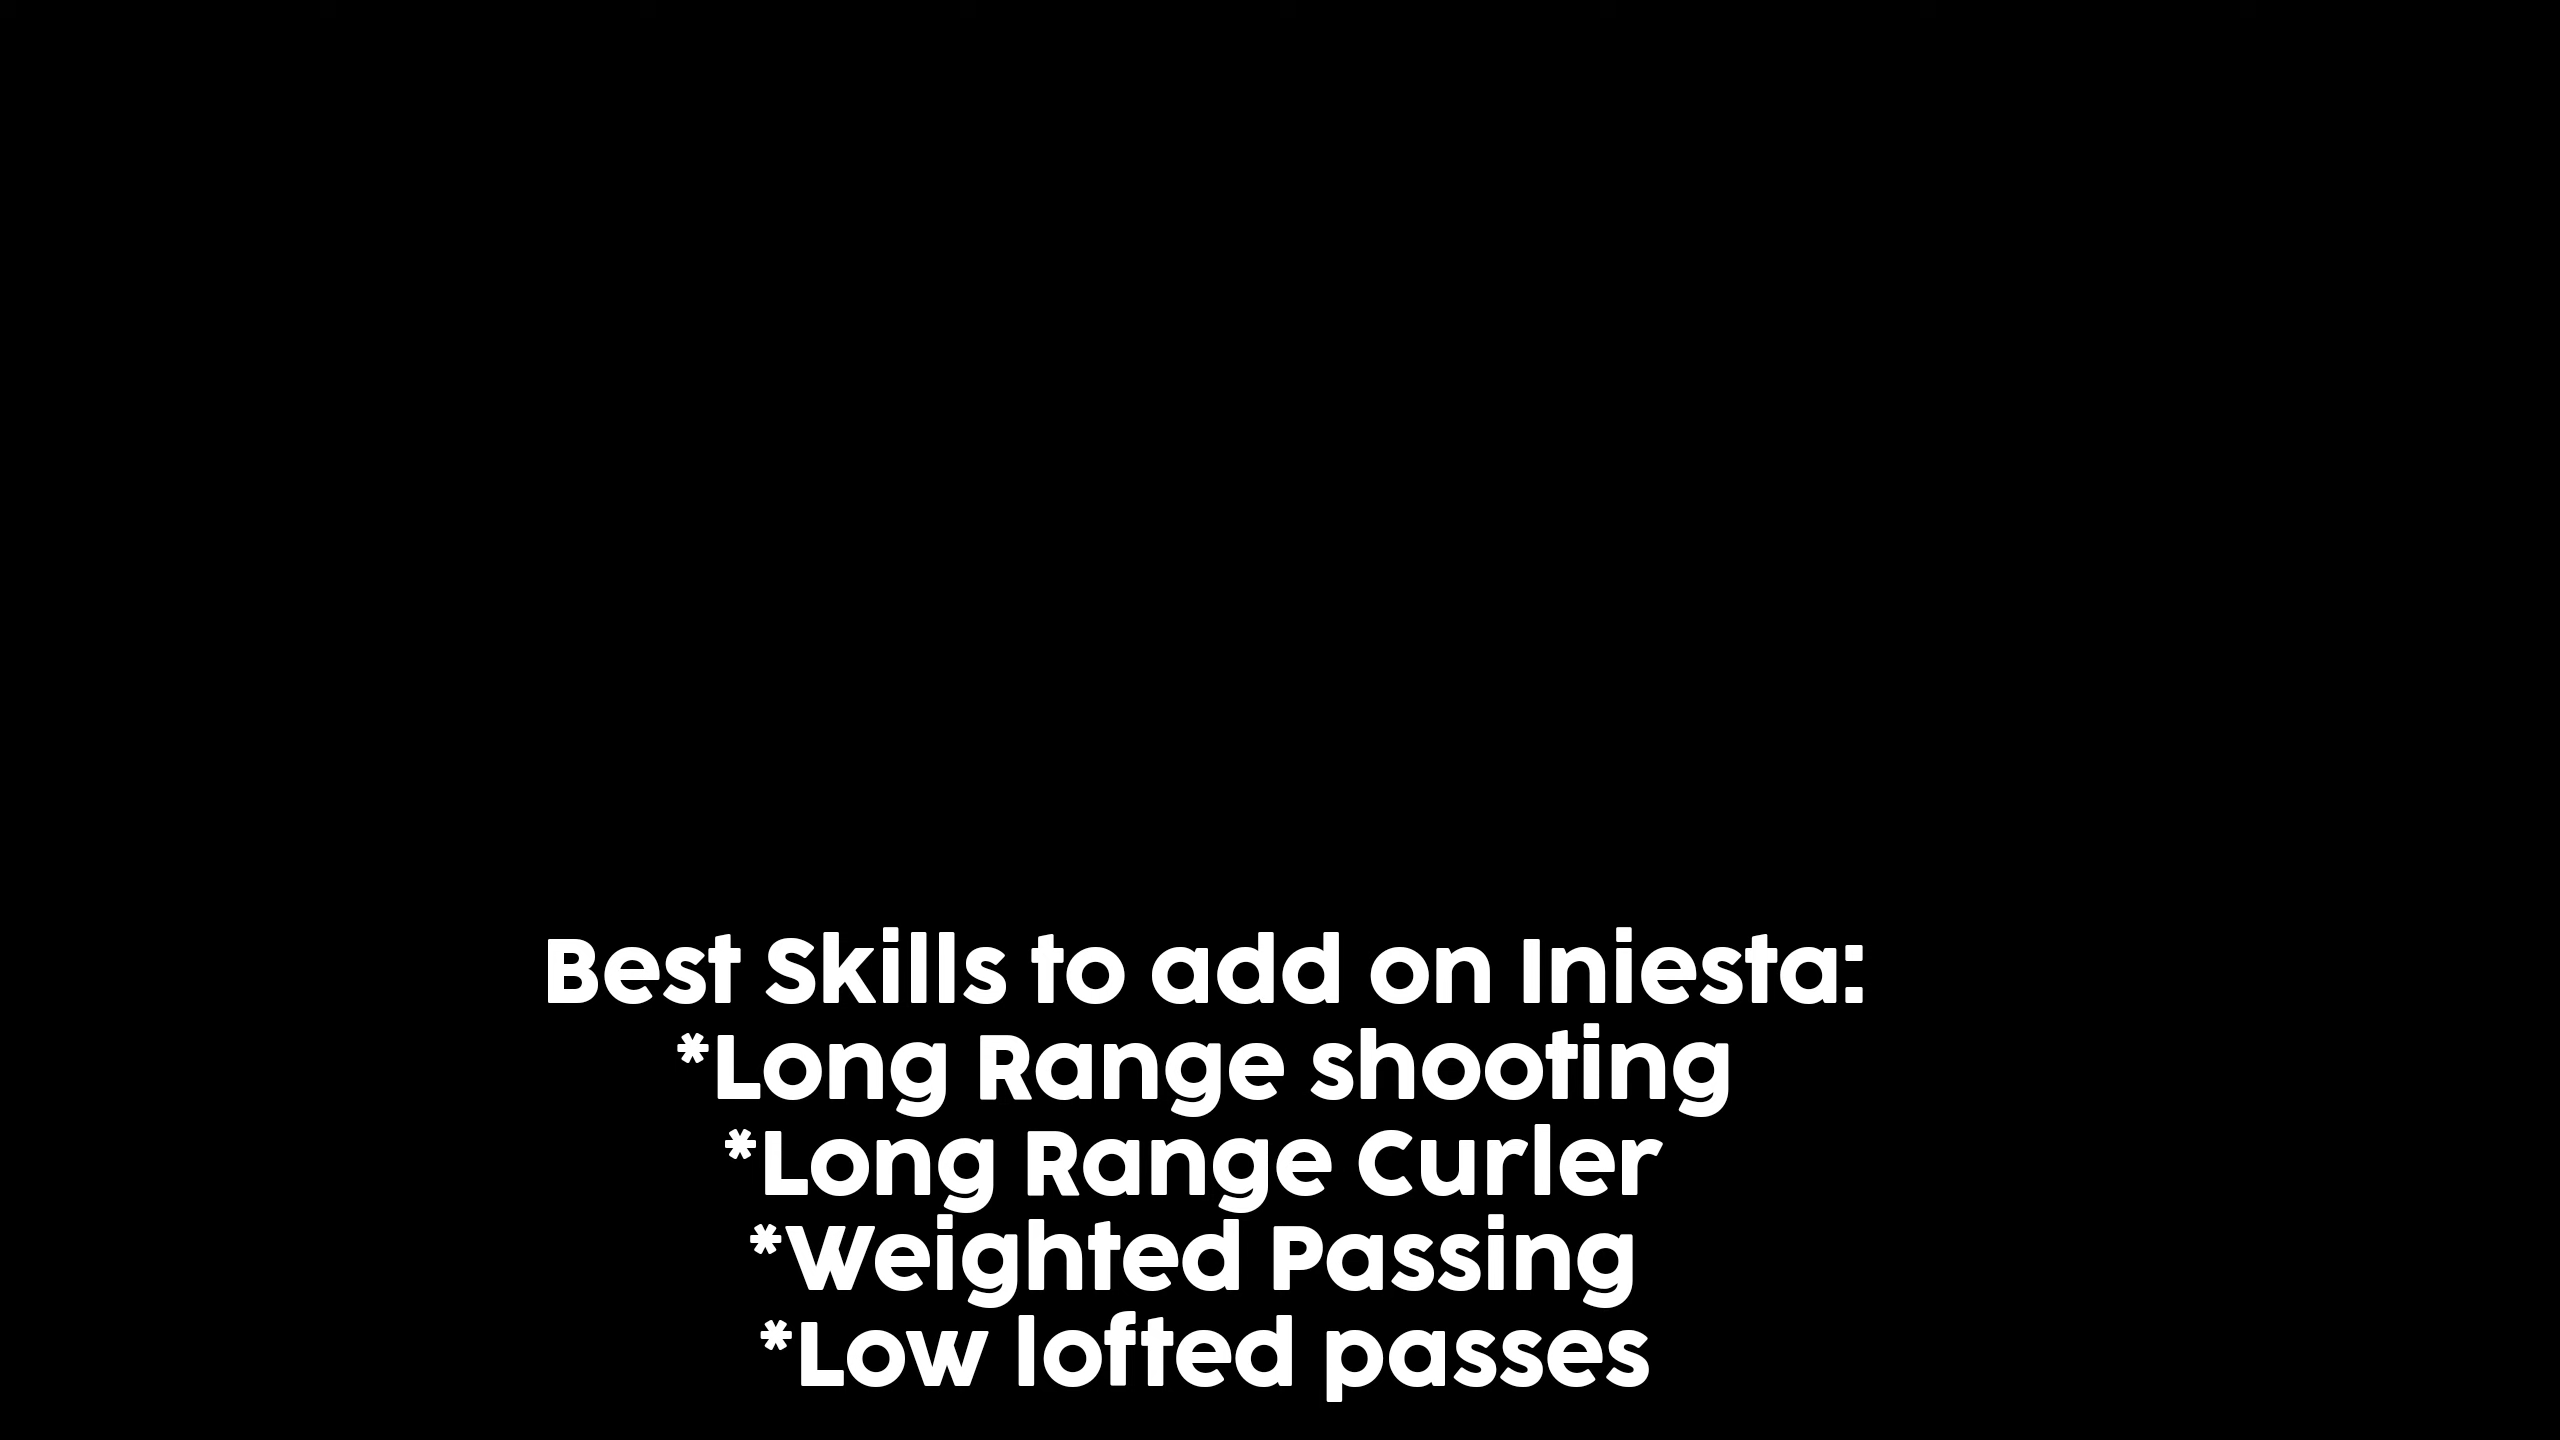 Best Skills to add on Iniesta:
*Long Range shooting
*Long Range Curler
*Weighted Passing
*Low lofted passes